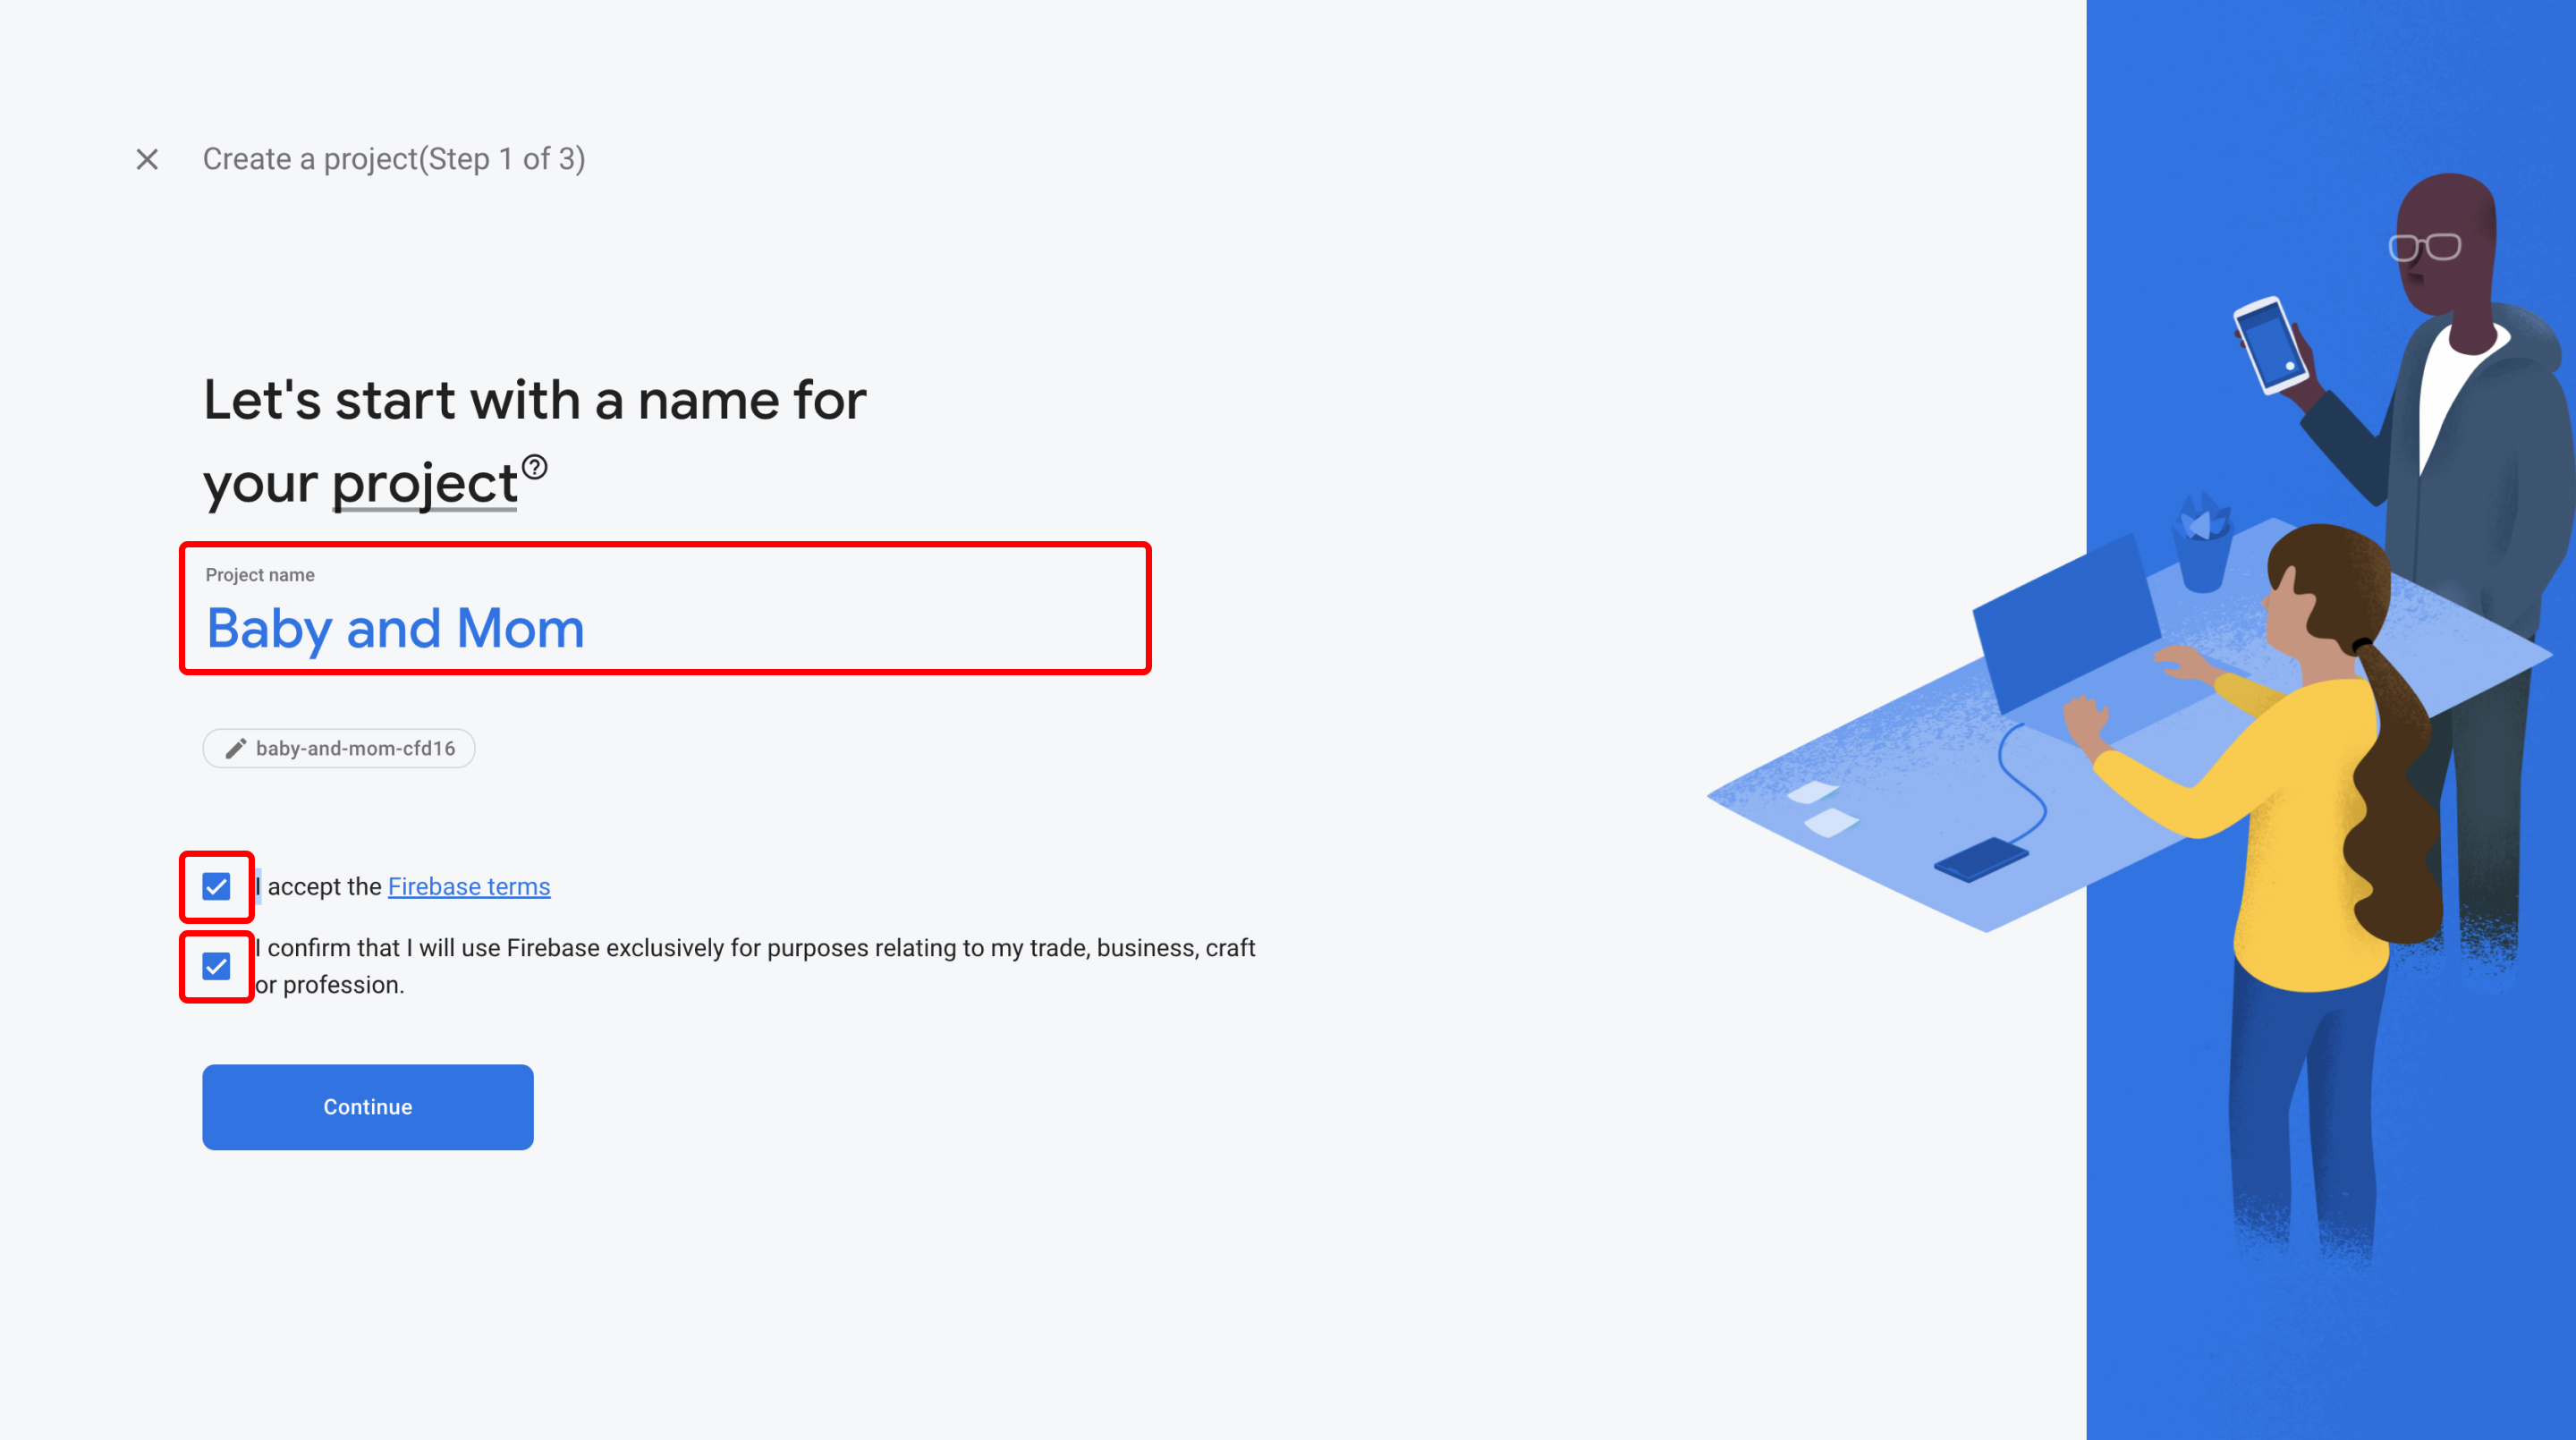 Create a project(Step 1 of 3)
Let's start with a name for
your project
Project name
Baby and Mom
baby-and-mom-cfd16
I accept the Firebase terms
I confirm that I will use Firebase exclusively for purposes relating to my trade, business, craft
or profession.
Continue